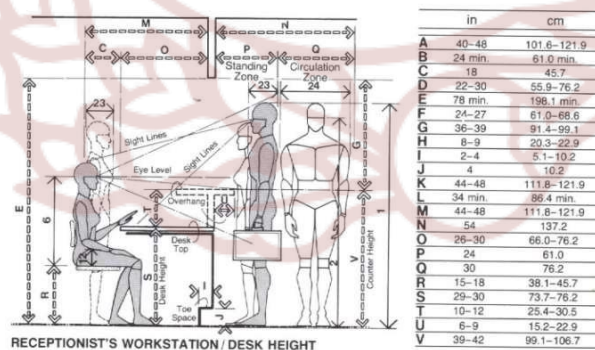 M
N
C
O
P
Q
Standing
Zone
Circulation
Zone
23
23
24
Sight Lines
Sight Lines
Eye Level
Overhang
Desk
Top
Toe
Space
Desk Height
Counter Height
E
6
R
S
I
J
G
V
1
2
RECEPTIONIST'S WORKSTATION / DESK HEIGHT
in cm
A 40–48 101.6–121.9
B 24 min. 61.0 min.
C 18 45.7
D 22–30 55.9–76.2
E 78 min. 198.1 min.
F 24–27 61.0–68.6
G 36–39 91.4–99.1
H 8–9 20.3–22.9
I 2–4 5.1–10.2
J 4 10.2
K 44–48 111.8–121.9
L 34 min. 86.4 min.
M 44–48 111.8–121.9
N 54 137.2
O 26–30 66.0–76.2
P 24 61.0
Q 30 76.2
R 15–18 38.1–45.7
S 29–30 73.7–76.2
T 10–12 25.4–30.5
U 6–9 15.2–22.9
V 39–42 99.1–106.7